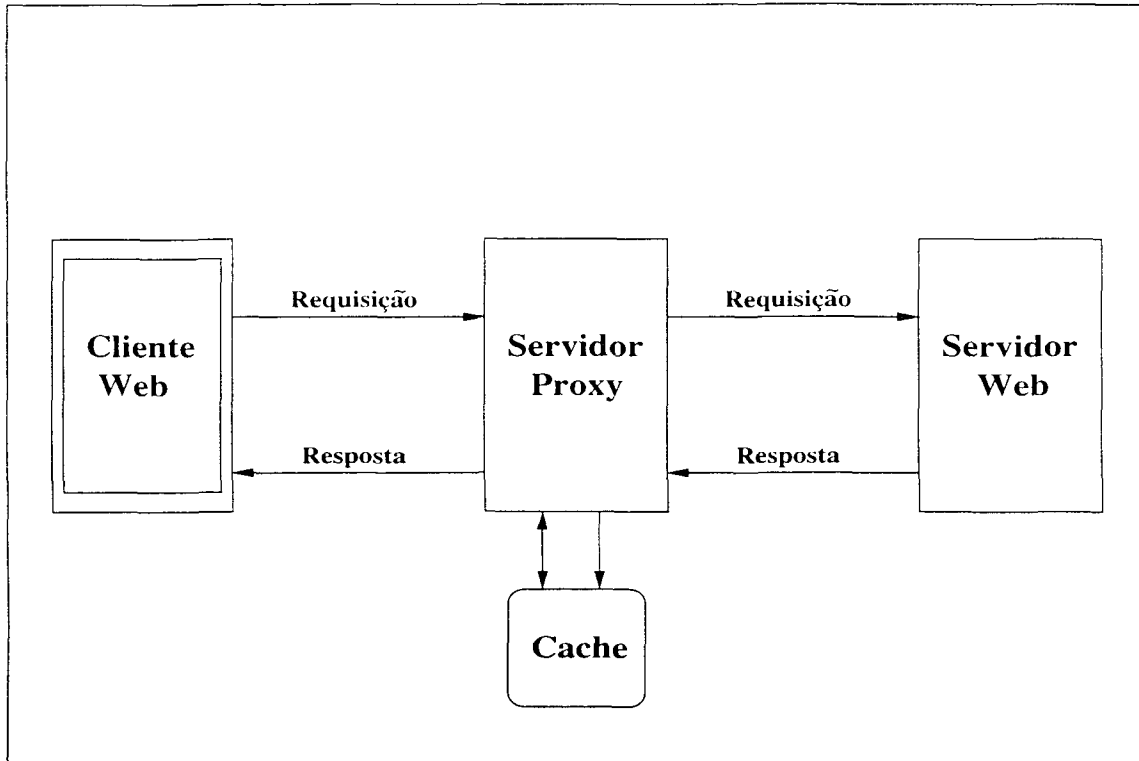 Requisição
Requisição
Cliente
Web
Servidor
Proxy
Servidor
Web
Resposta
Resposta
Cache